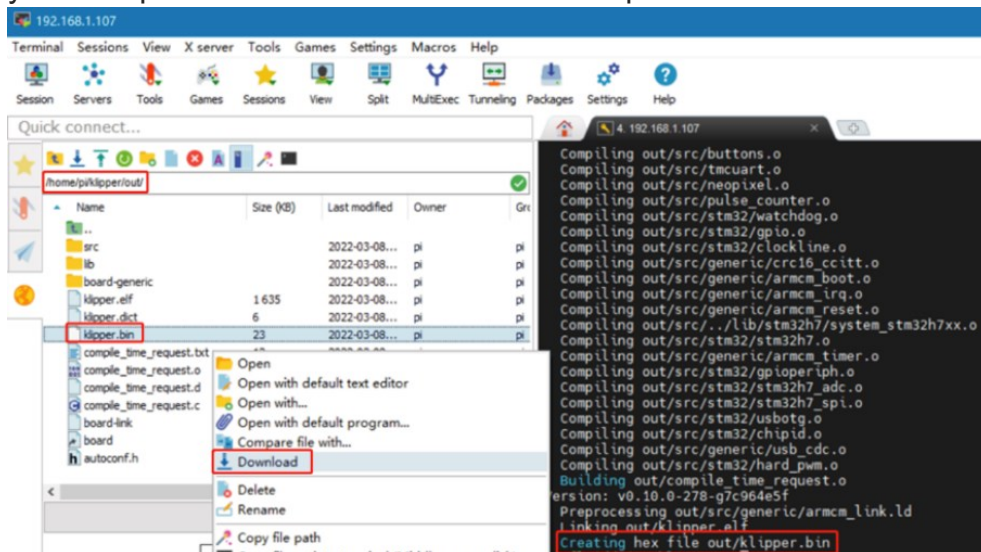 192.168.1.107
Terminal Sessions View X server Tools Games Settings Macros Help
Session Servers Tools Games Sessions View Split MultiExec Tunneling Packages Settings Help
Quick connect...
4. 192.168.1.107
/home/pi/klipper/out/
Name Size (KB) Last modified Owner Gro
..
src 2022-03-08... pi pi
lib 2022-03-08... pi pi
board-generic 2022-03-08... pi pi
klipper.elf 1 635 2022-03-08... pi pi
klipper.dict 6 2022-03-08... pi pi
klipper.bin 23 2022-03-08... pi pi
compile_time_request.txt
compile_time_request.o
compile_time_request.d
compile_time_request.c
board-link
board
autoconf.h
Open
Open with default text editor
Open with...
Open with default program...
Compare file with...
Download
Delete
Rename
Copy file path
Compiling out/src/buttons.o
Compiling out/src/tmcuart.o
Compiling out/src/neopixel.o
Compiling out/src/pulse_counter.o
Compiling out/src/stm32/watchdog.o
Compiling out/src/stm32/gpio.o
Compiling out/src/stm32/clockline.o
Compiling out/src/generic/crc16_ccitt.o
Compiling out/src/generic/armcm_boot.o
Compiling out/src/generic/armcm_irq.o
Compiling out/src/generic/armcm_reset.o
Compiling out/src/../lib/stm32h7/system_stm32h7xx.o
Compiling out/src/stm32/stm32h7.o
Compiling out/src/generic/armcm_timer.o
Compiling out/src/stm32/gpioperiph.o
Compiling out/src/stm32/stm32h7_adc.o
Compiling out/src/stm32/stm32h7_spi.o
Compiling out/src/stm32/usbotg.o
Compiling out/src/stm32/chipid.o
Compiling out/src/generic/usb_cdc.o
Compiling out/src/stm32/hard_pwm.o
Building out/compile_time_request.o
ersion: v0.10.0-278-g7c964e5f
Preprocessing out/src/generic/armcm_link.ld
Linking out/klipper.elf
Creating hex file out/klipper.bin